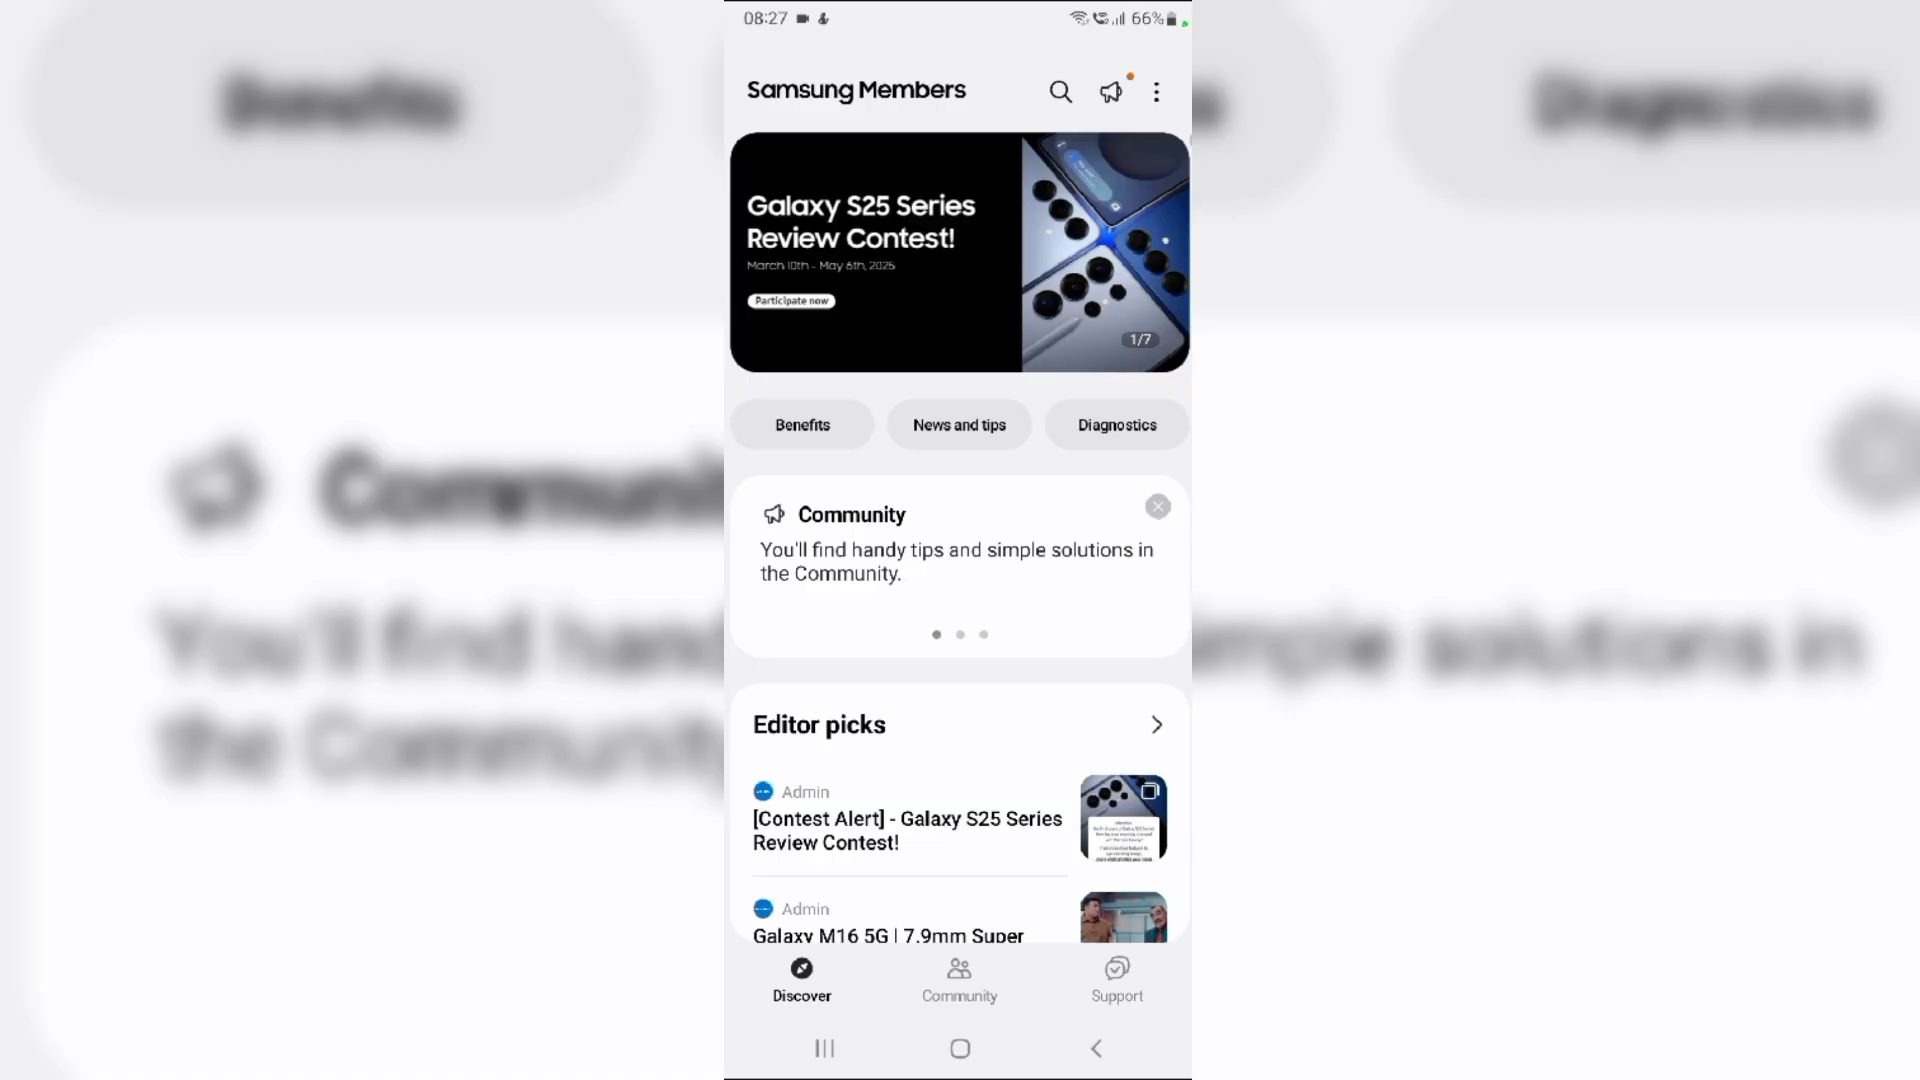 08:27
66%
Samsung Members
Galaxy S25 Series
Review Contest!
March 10th - May 6th, 2025
Participate now
1/7
Benefits
News and tips
Diagnostics
Community
You'll find handy tips and simple solutions in
the Community.
Editor picks
Admin
[Contest Alert] - Galaxy S25 Series
Review Contest!
Admin
Galaxy M16 5G | 7.9mm Super
Discover
Community
Support